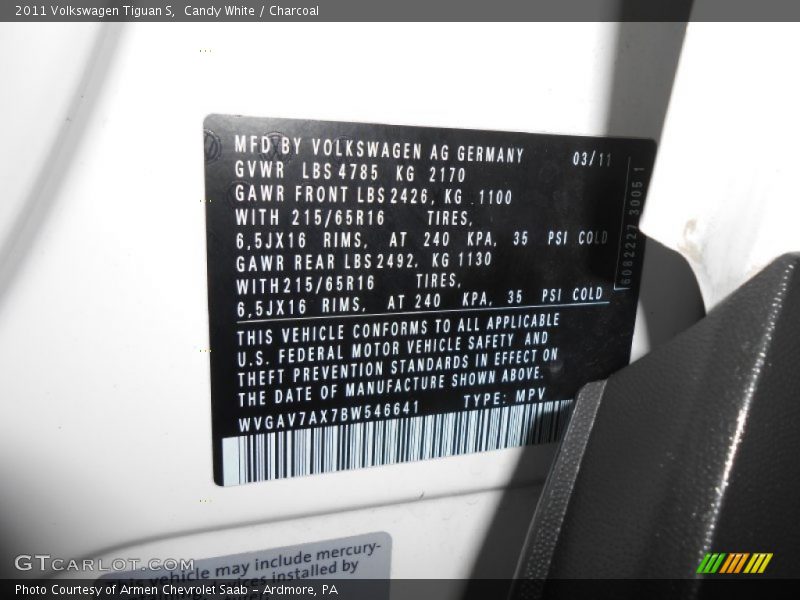 2011 Volkswagen Tiguan S,  Candy White / Charcoal
MFD BY VOLKSWAGEN AG GERMANY 03/11
GVWR LBS 4785 KG 2170
GAWR FRONT LBS 2426, KG 1100
WITH 215/65R16 TIRES,
6,5JX16 RIMS, AT 240 KPA, 35 PSI COLD
GAWR REAR LBS 2492, KG 1130
WITH 215/65R16 TIRES,
6,5JX16 RIMS, AT 240 KPA, 35 PSI COLD
6082227 30051
THIS VEHICLE CONFORMS TO ALL APPLICABLE
U.S. FEDERAL MOTOR VEHICLE SAFETY AND
THEFT PREVENTION STANDARDS IN EFFECT ON
THE DATE OF MANUFACTURE SHOWN ABOVE.
WVGAV7AX7BW546641 TYPE: MPV
This vehicle may include mercury-
installed by
GTCARLOT.COM
Photo Courtesy of Armen Chevrolet Saab - Ardmore, PA